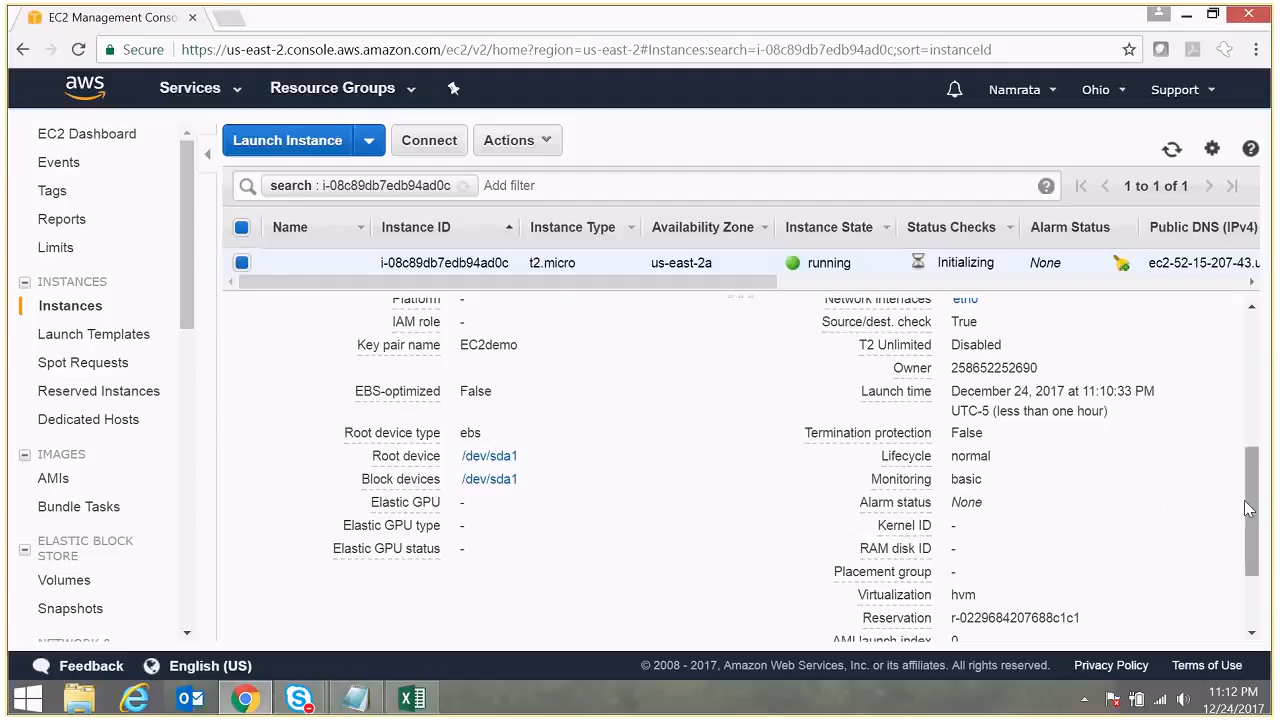 EC2 Management Conso
Secure https://us-east-2.console.aws.amazon.com/ec2/v2/home?region=us-east-2#Instances:search=i-08c89db7edb94ad0c;sort=instanceId
aws Services Resource Groups Namrata Ohio Support
EC2 Dashboard
Events
Tags
Reports
Limits
INSTANCES
Instances
Launch Templates
Spot Requests
Reserved Instances
Dedicated Hosts
IMAGES
AMIs
Bundle Tasks
ELASTIC BLOCK
STORE
Volumes
Snapshots
Launch Instance Connect Actions
search : i-08c89db7edb94ad0c Add filter 1 to 1 of 1
Name Instance ID Instance Type Availability Zone Instance State Status Checks Alarm Status Public DNS (IPv4)
i-08c89db7edb94ad0c t2.micro us-east-2a running Initializing None ec2-52-15-207-43.u
Platform -
IAM role -
Key pair name EC2demo
EBS-optimized False
Root device type ebs
Root device /dev/sda1
Block devices /dev/sda1
Elastic GPU -
Elastic GPU type -
Elastic GPU status -
Network interfaces eth0
Source/dest. check True
T2 Unlimited Disabled
Owner 258652252690
Launch time December 24, 2017 at 11:10:33 PM
UTC-5 (less than one hour)
Termination protection False
Lifecycle normal
Monitoring basic
Alarm status None
Kernel ID -
RAM disk ID -
Placement group -
Virtualization hvm
Reservation r-0229684207688c1c1
AMI launch index 0
Feedback English (US) © 2008 - 2017, Amazon Web Services, Inc. or its affiliates. All rights reserved. Privacy Policy Terms of Use
11:12 PM
12/24/2017